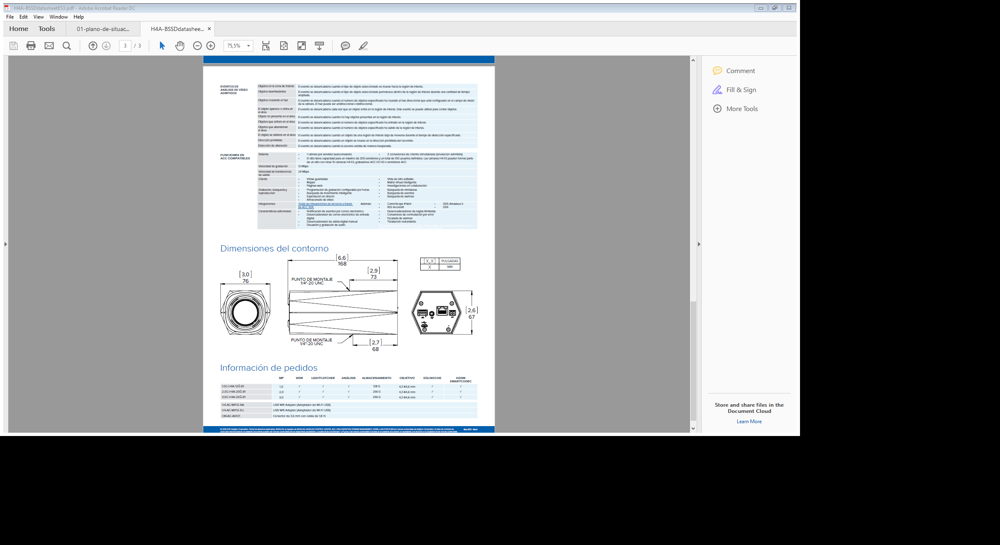 H4A-BSSDdatasheetES3.pdf - Adobe Acrobat Reader DC
File Edit View Window Help
Home Tools 01-plano-de-situac... H4A-BSSDdatashee... ×
3 / 3 75,5%
Comment
Fill & Sign
More Tools
Store and share files in the
Document Cloud
Learn More
EVENTOS DE
ANÁLISIS DE VÍDEO
ADMITIDOS
Objetos en la zona de interés El evento se desencadena cuando el tipo de objeto seleccionado se mueve hacia la región de interés.
Objetos deambulantes El evento se desencadena cuando el tipo de objeto seleccionado permanece dentro de la región de interés durante una cantidad de tiempo
ampliada.
Objetos cruzando el haz El evento se desencadena cuando el número de objetos especificado ha cruzado el haz direccional que está configurado en el campo de visión
de la cámara. El haz puede ser unidireccional o bidireccional.
El objeto aparece o entra en
el área
El evento se desencadena cada vez que un objeto entra en la región de interés. Este evento se puede utilizar para contar objetos.
Objeto no presente en el área El evento se desencadena cuando no hay objetos presentes en la región de interés.
Objetos que entran en el área El evento se desencadena cuando el número de objetos especificado ha entrado en la región de interés.
Objetos que abandonan
el área
El evento se desencadena cuando el número de objetos especificado ha salido de la región de interés.
El objeto se detiene en el área El evento se desencadena cuando un objeto de una región de interés deja de moverse durante el tiempo de detección especificado.
Dirección prohibida El evento se desencadena cuando un objeto se mueve en la dirección prohibida del recorrido.
Detección de alteración El evento se desencadena cuando la escena cambia de manera inesperada.
FUNCIONES DE
ACC COMPATIBLES
Sistema • 1 cámara por servidor (autoconexión) • 2 conexiones de cliente simultáneas (anulación admitida)
• El sitio tiene capacidad para un máximo de 200 servidores y un total de 100 usuarios definidos. Las cámaras H4 ES pueden formar parte
de un sitio con otras 15 cámaras H4 ES, grabadores ACC ES HD o servidores ACC
Velocidad de grabación 12 Mbps
Velocidad de transferencia
de salida
24 Mbps
Cliente • Vistas guardadas • Vista de sitio editable
• Mapas • Matriz virtual inteligente
• Páginas web • Investigaciones en colaboración
Grabación, búsqueda y
reproducción
• Programación de grabación configurable por horas • Búsqueda de miniaturas
• Búsqueda de movimiento inteligente • Búsqueda de eventos
• Exportación en directo • Búsqueda de alarmas
• Almacenado de vídeo
Integraciones Todas las integraciones de terceros a través Además: • CommScope iPatch • DDS Amadeus 5
de ACC SDK • RS2 Accessit! • DSX
Características adicionales • Notificación de eventos por correo electrónico • Desencadenadores de reglas ilimitadas
• Desencadenador de correo electrónico de entrada • Conexiones de conmutación por error
digital • Escalada de alarmas
• Desencadenador de salida digital manual • *Grabación redundante
• Disuasión y grabación de audio
Dimensiones del contorno
[6,6]
168
[2,9]
73
[3,0]
76
PUNTO DE MONTAJE
1/4"-20 UNC
[X,X] PULGADAS
X MM
I/O
[2,6]
67
PUNTO DE MONTAJE
1/4"-20 UNC
[2,7]
68
Información de pedidos
MP WDR LIGHTCATCHER ANÁLISIS ALMACENAMIENTO OBJETIVO DÍA/NOCHE HDSM
SMARTCODEC
1.0C-H4A-12G-B1 1,0 ✓ ✓ ✓ 128 G 4,7-84,6 mm ✓ ✓
2.0C-H4A-25G-B1 2,0 ✓ ✓ ✓ 256 G 4,7-84,6 mm ✓ ✓
3.0C-H4A-25G-B1 3,0 ✓ ✓ ✓ 256 G 4,7-84,6 mm ✓ ✓
H4-AC-WIFI2-NA USB Wifi Adapter (Adaptador de Wi-Fi USB)
H4-AC-WIFI2-EU USB Wifi Adapter (Adaptador de Wi-Fi USB)
CM-AC-AVIO1 Conector de 3,5 mm con cable de 1,8 m
© 2016-2017, Avigilon Corporation. Todos los derechos reservados. AVIGILON, el logotipo de AVIGILON, AVIGILON CONTROL CENTER, ACC, HIGH DEFINITION STREAM MANAGEMENT, HDSM y LIGHTCATCHER son marcas comerciales de Avigilon Corporation. El resto de nombres de
productos mencionados en el presente documento pueden ser marcas comerciales de sus respectivos propietarios. La ausencia de los símbolos ™ y ® junto a las marcas comerciales incluidas en el presente documento no representa una renuncia a la propiedad de las marcas comerciales